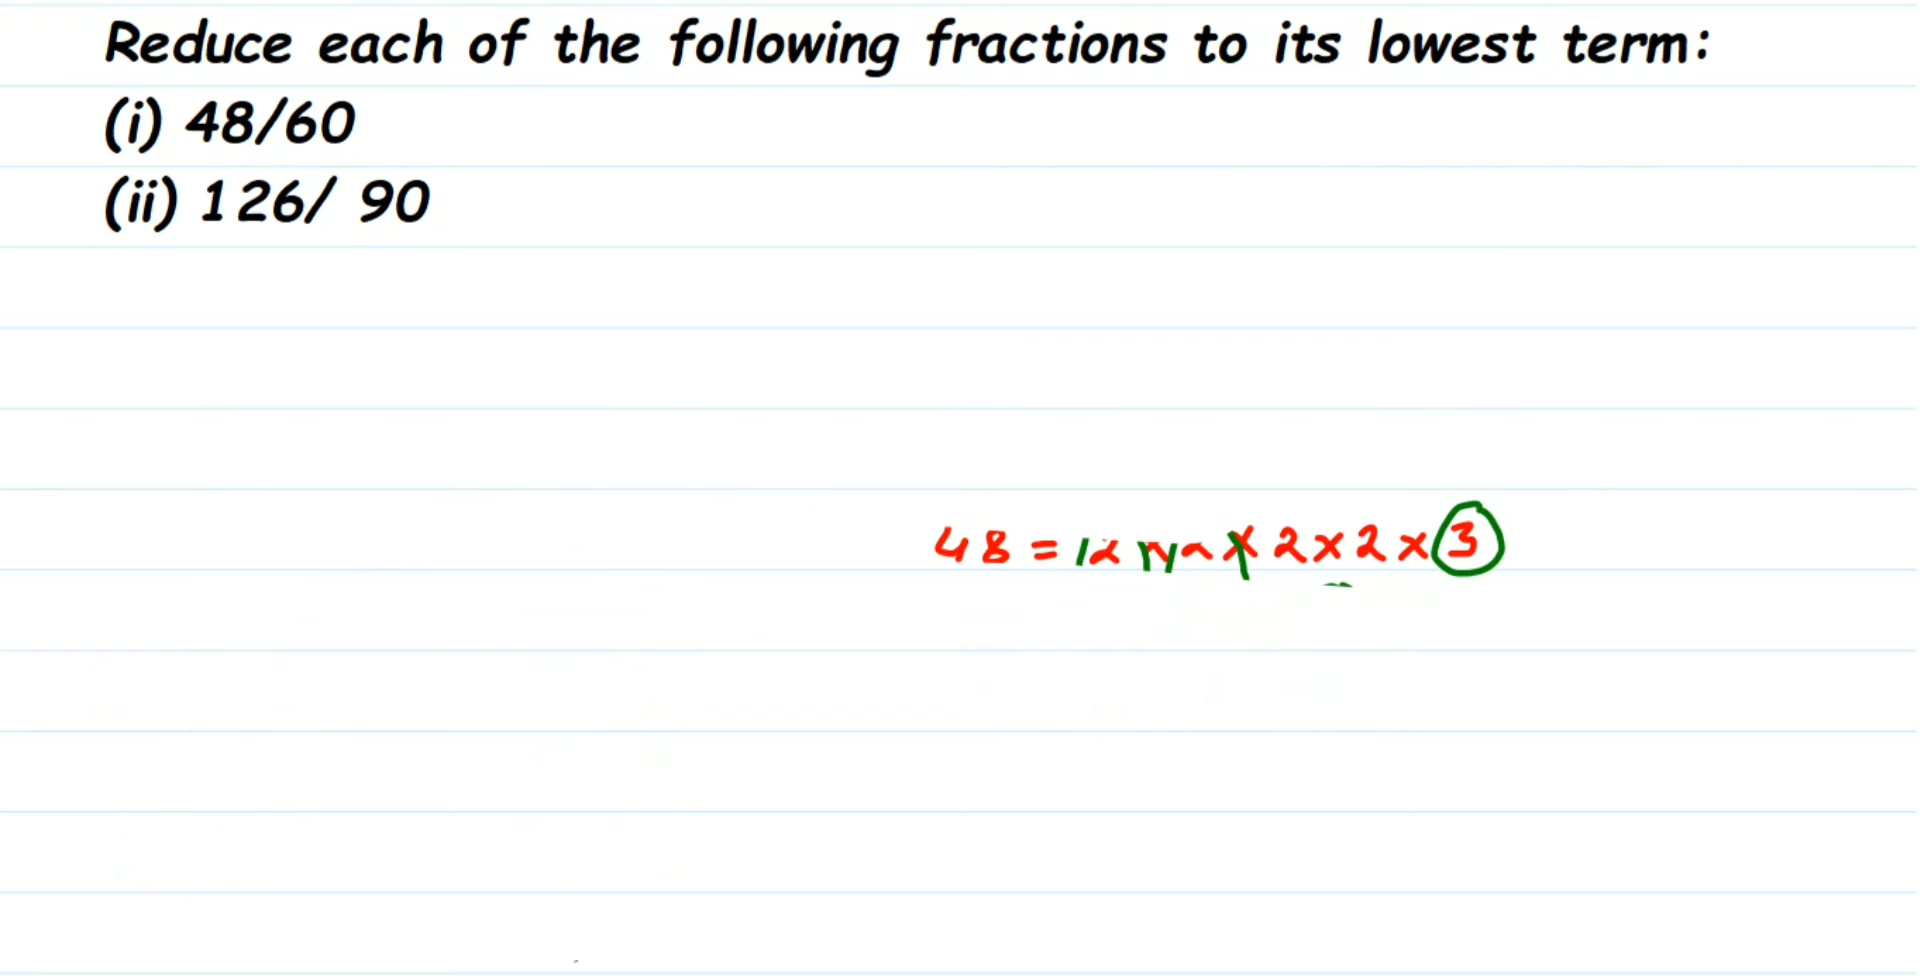 Reduce each of the following fractions to its lowest term:
(i) 48/60
(ii) 126/ 90
48 = 2 × 2 × 3